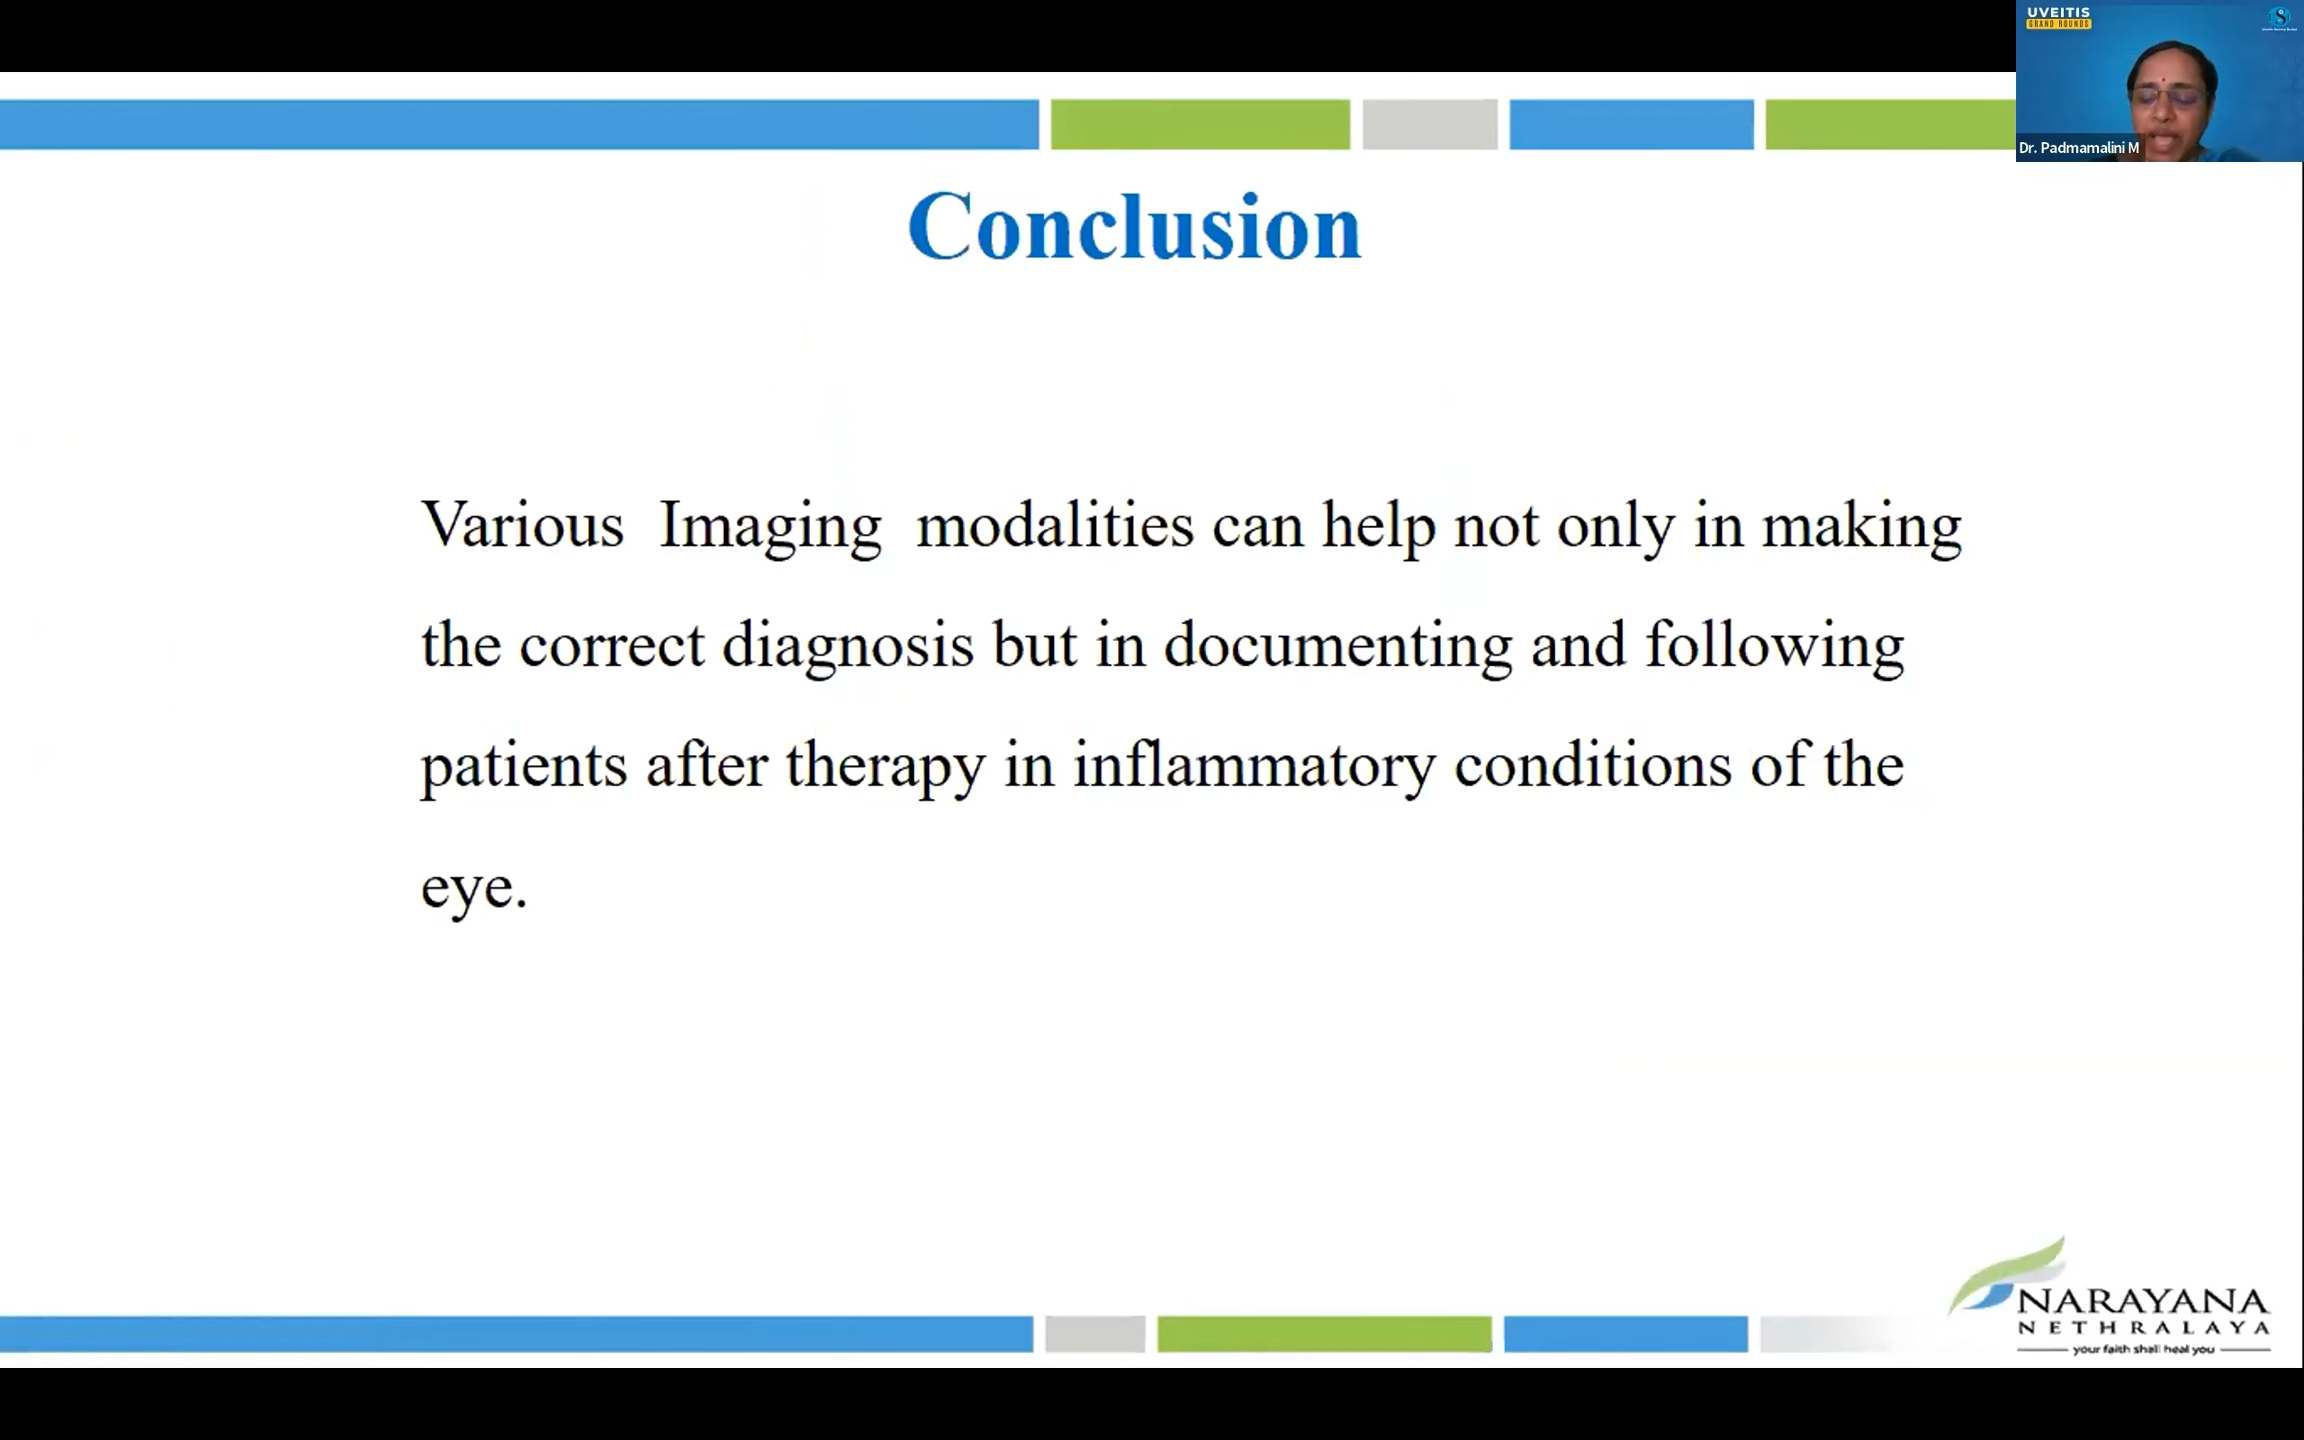 UVEITIS
GRAND ROUNDS
Dr. Padmamalini M
Conclusion
Various Imaging modalities can help not only in making
the correct diagnosis but in documenting and following
patients after therapy in inflammatory conditions of the
eye.
NARAYANA
NETHRALAYA
your faith shall heal you